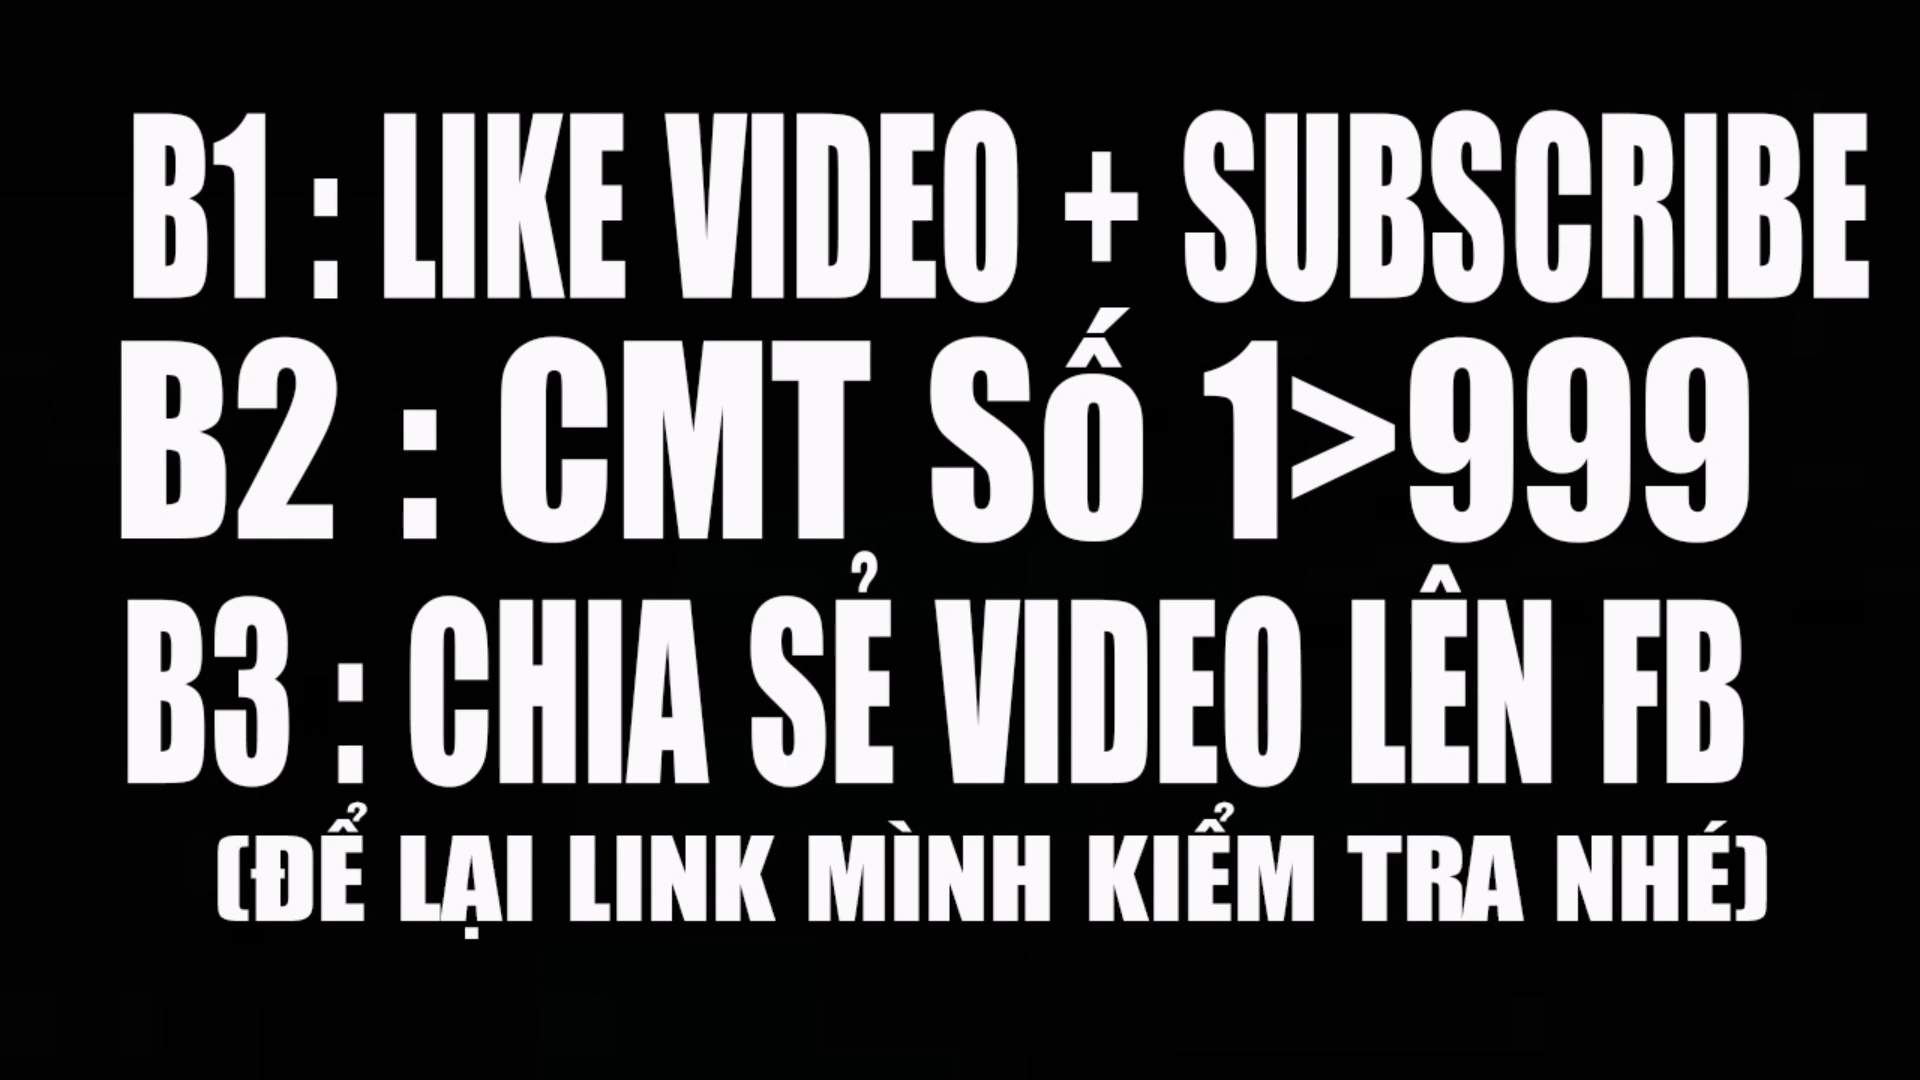 B1 : LIKE VIDEO + SUBSCRIBE
B2 : CMT Số 1>999
B3 : CHIA SẺ VIDEO LÊN FB
(ĐỂ LẠI LINK MÌNH KIỂM TRA NHÉ)